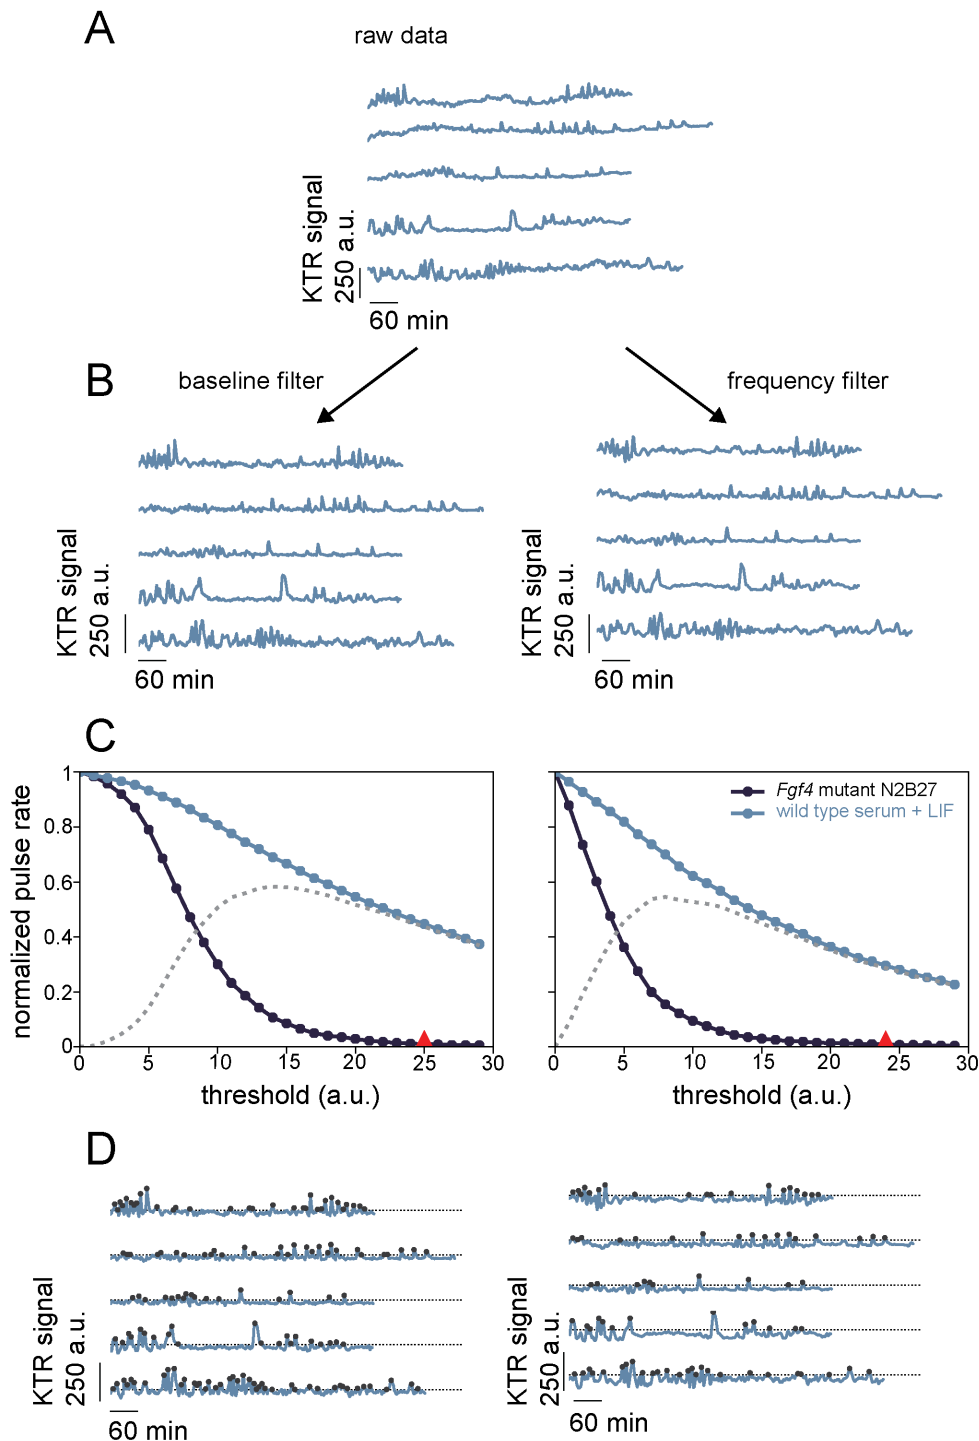 A
raw data
KTR signal
250 a.u.
60 min
B
baseline filter
frequency filter
KTR signal
250 a.u.
60 min
KTR signal
250 a.u.
60 min
C
normalized pulse rate
1
0.8
0.6
0.4
0.2
0
0 5 10 15 20 25 30
threshold (a.u.)
Fgf4 mutant N2B27
wild type serum + LIF
0 5 10 15 20 25 30
threshold (a.u.)
D
KTR signal
250 a.u.
60 min
KTR signal
250 a.u.
60 min